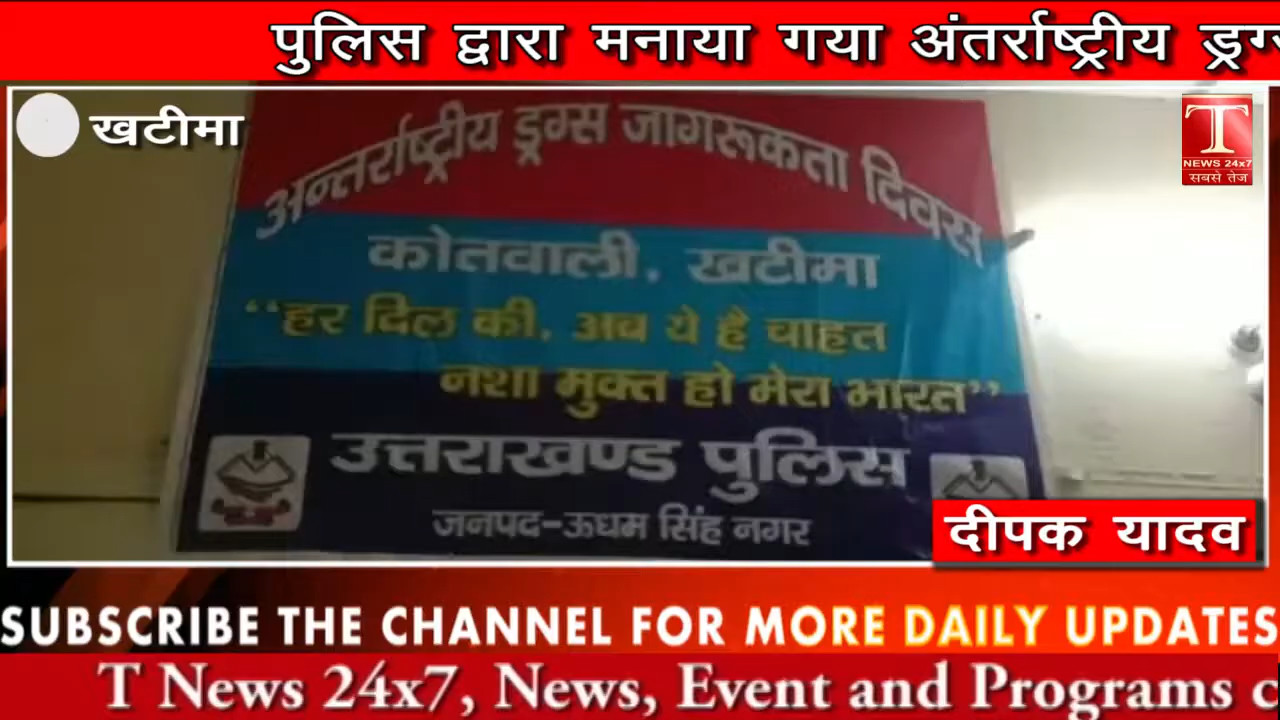 पुलिस द्वारा मनाया गया अंतर्राष्ट्रीय ड्रग्स
खटीमा
T
NEWS 24x7
सबसे तेज
अन्तर्राष्ट्रीय ड्रग्स जागरूकता दिवस
कोतवाली, खटीमा
“हर दिल की, अब ये है चाहत
नशा मुक्त हो मेरा भारत”
उत्तराखण्ड पुलिस
जनपद-ऊधम सिंह नगर
दीपक यादव
SUBSCRIBE THE CHANNEL FOR MORE DAILY UPDATES
T News 24x7, News, Event and Programs c